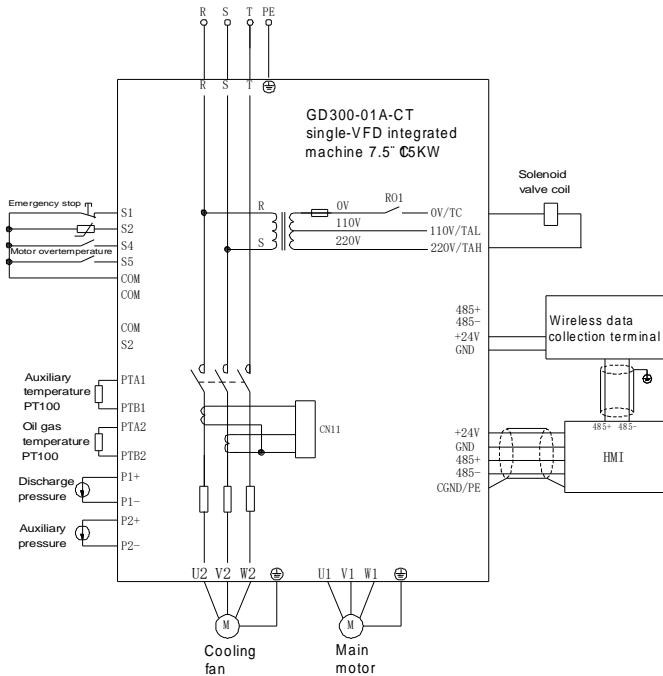 R S T PE
R S T
GD300-01A-CT
single-VFD integrated
machine 7.5¨C15KW
Solenoid
valve coil
Emergency stop
S1
S2
S4
Motor overtemperature
S5
COM
COM
COM
S2
R
S
0V
110V
220V
RO1
0V/TC
110V/TAL
220V/TAH
485+
485-
+24V
GND
Wireless data
collection terminal
485+ 485-
Auxiliary
temperature
PT100
PTA1
PTB1
Oil gas
temperature
PT100
PTA2
PTB2
Discharge
pressure
P1+
P1-
Auxiliary
pressure
P2+
P2-
CN11
+24V
GND
485+
485-
CGND/PE
HMI
U2 V2 W2
U1 V1 W1
M
M
Cooling
fan
Main
motor